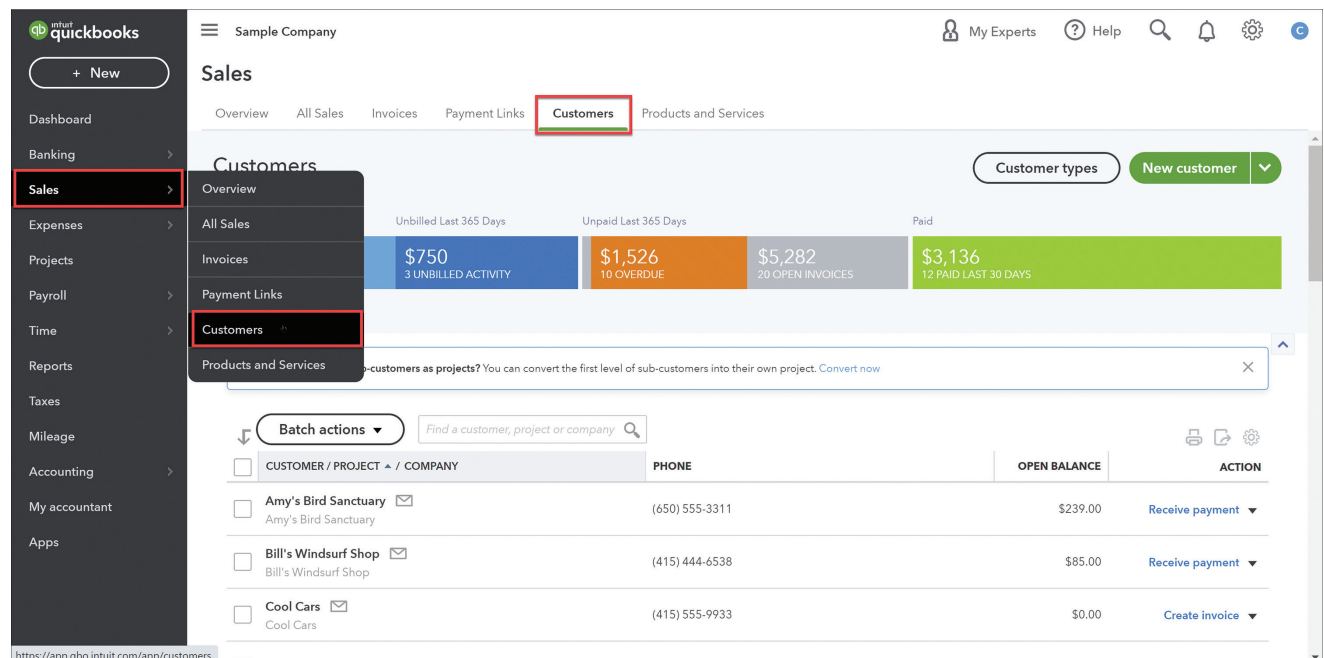 intuit
quickbooks
Sample Company
My Experts
Help
C
+ New
Sales
Overview
All Sales
Invoices
Payment Links
Customers
Products and Services
Dashboard
Banking
Sales
Expenses
Projects
Payroll
Time
Reports
Taxes
Mileage
Accounting
My accountant
Apps
Overview
All Sales
Invoices
Payment Links
Customers
Products and Services
Customers
Customer types
New customer
Unbilled Last 365 Days
Unpaid Last 365 Days
Paid
$750
3 UNBILLED ACTIVITY
$1,526
10 OVERDUE
$5,282
20 OPEN INVOICES
$3,136
12 PAID LAST 30 DAYS
-customers as projects? You can convert the first level of sub-customers into their own project. Convert now
Batch actions
Find a customer, project or company
CUSTOMER / PROJECT / COMPANY PHONE OPEN BALANCE ACTION
Amy's Bird Sanctuary
Amy's Bird Sanctuary
(650) 555-3311 $239.00 Receive payment
Bill's Windsurf Shop
Bill's Windsurf Shop
(415) 444-6538 $85.00 Receive payment
Cool Cars
Cool Cars
(415) 555-9933 $0.00 Create invoice
https://app.qbo.intuit.com/app/customers